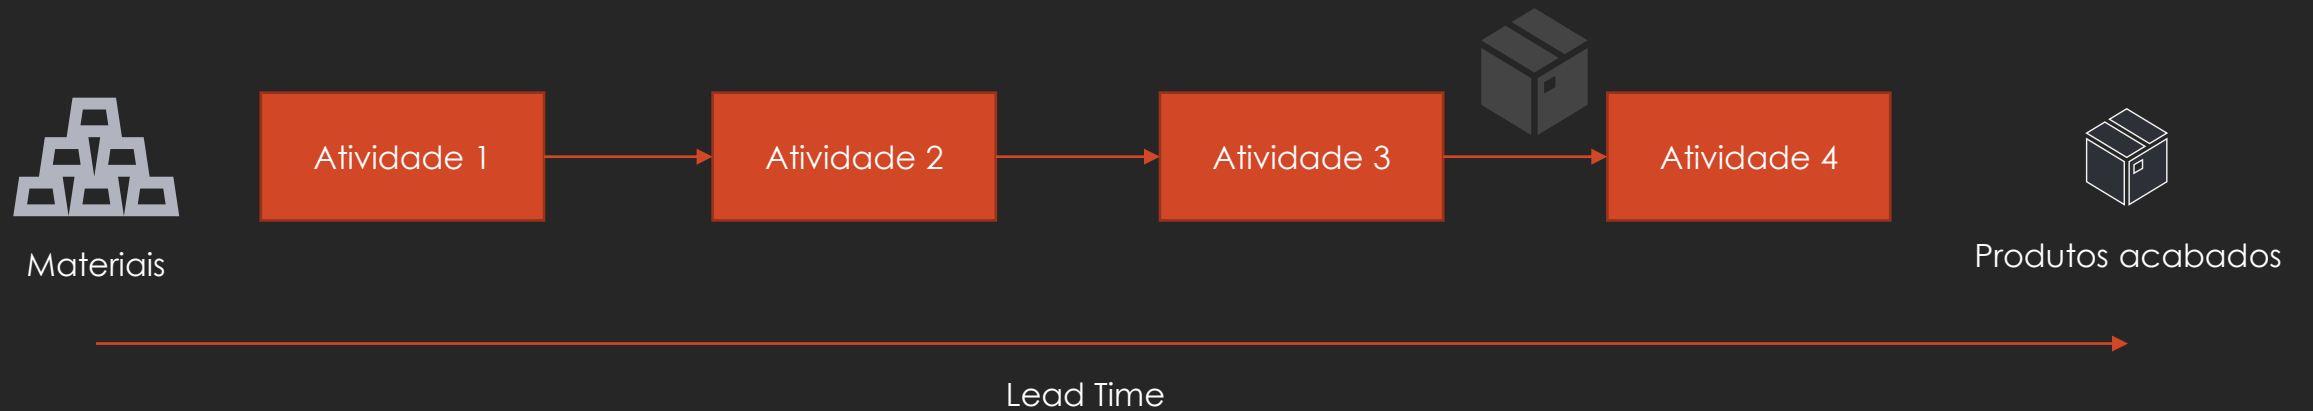 Atividade 1
Atividade 2
Atividade 3
Atividade 4
Materiais
Produtos acabados
Lead Time